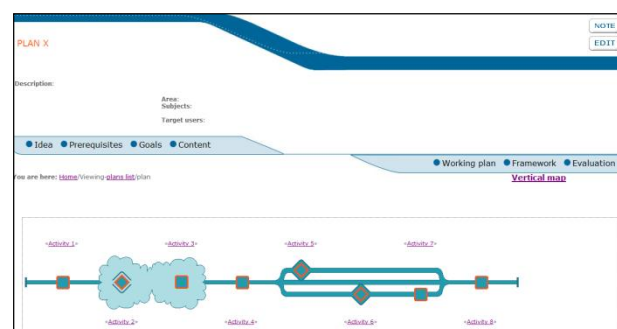 NOTE
PLAN X
EDIT
Description:
Area:
Subjects:
Target users:
Idea Prerequisites Goals Content
Working plan Framework Evaluation
You are here: Home/Viewing plans list/plan
Vertical map
-Activity 1-
-Activity 3-
-Activity 5-
-Activity 7-
-Activity 2-
-Activity 4-
-Activity 6-
-Activity 8-